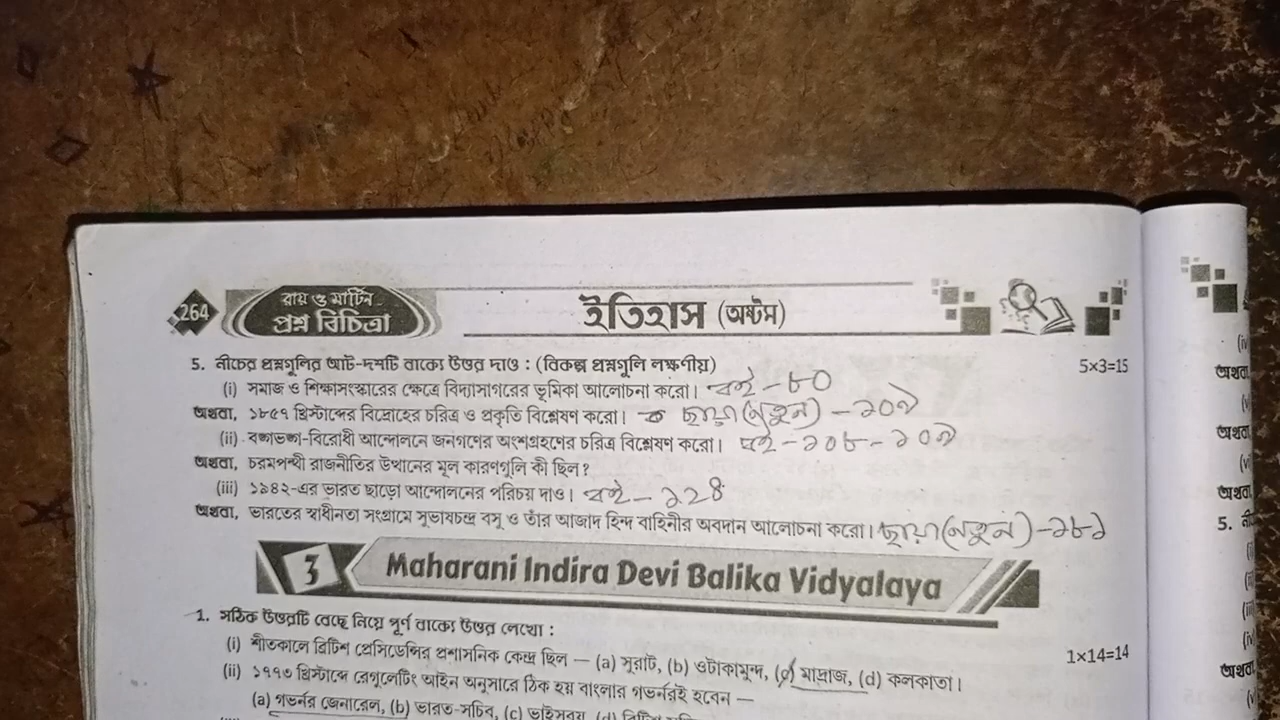 264
রায় ও মার্টিন
প্রশ্ন বিচিত্রা
ইতিহাস (অষ্টম)
5. নীচের প্রশ্নগুলির আট-দশটি বাক্যে উত্তর দাও : (বিকল্প প্রশ্নগুলি লক্ষণীয়) 5×3=15
(i) সমাজ ও শিক্ষাসংস্কারের ক্ষেত্রে বিদ্যাসাগরের ভূমিকা আলোচনা করো। বই - ৮০
অথবা, ১৮৫৭ খ্রিস্টাব্দের বিদ্রোহের চরিত্র ও প্রকৃতি বিশ্লেষণ করো। ছায়া (নতুন) - ১০৯
(ii) বঙ্গভঙ্গ-বিরোধী আন্দোলনে জনগণের অংশগ্রহণের চরিত্র বিশ্লেষণ করো। বই - ১০৮ - ১০৯
অথবা, চরমপন্থী রাজনীতির উত্থানের মূল কারণগুলি কী ছিল?
(iii) ১৯৪২-এর ভারত ছাড়ো আন্দোলনের পরিচয় দাও। বই - ১২৪
অথবা, ভারতের স্বাধীনতা সংগ্রামে সুভাষচন্দ্র বসু ও তাঁর আজাদ হিন্দ বাহিনীর অবদান আলোচনা করো। ছায়া (নতুন) - ১৮১
3 Maharani Indira Devi Balika Vidyalaya
1. সঠিক উত্তরটি বেছে নিয়ে পূর্ণ বাক্যে উত্তর লেখো : 1×14=14
(i) শীতকালে ব্রিটিশ প্রেসিডেন্সির প্রশাসনিক কেন্দ্র ছিল — (a) সুরাট, (b) ওটাকামুন্দ, (c) মাদ্রাজ, (d) কলকাতা।
(ii) ১৭৭৩ খ্রিস্টাব্দে রেগুলেটিং আইন অনুসারে ঠিক হয় বাংলার গভর্নরই হবেন —
(a) গভর্নর জেনারেল, (b) ভারত-সচিব, (c) ভাইসরয়, (d)
অথবা,
অথবা,
অথবা,
5.
অথবা,